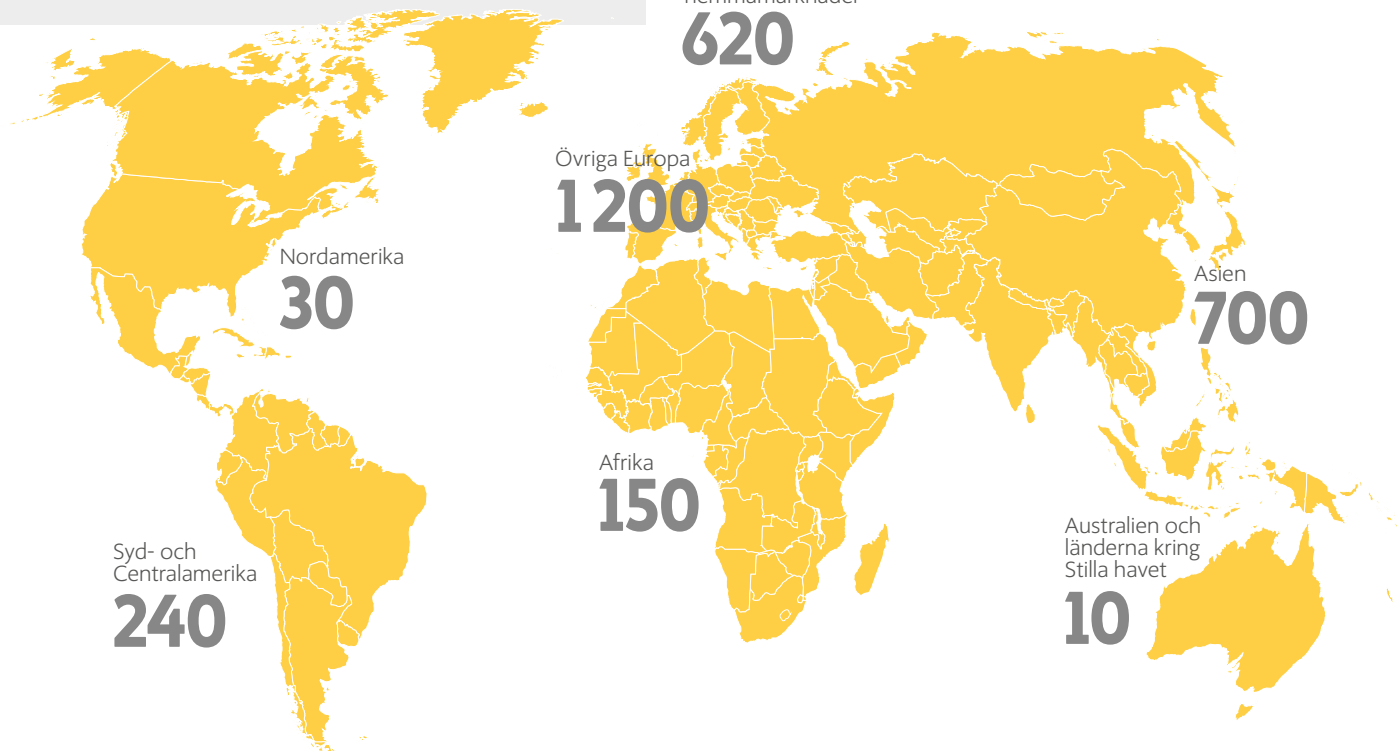 620
Övriga Europa
1 200
Nordamerika
30
Asien
700
Afrika
150
Australien och
länderna kring
Stilla havet
10
Syd- och
Centralamerika
240